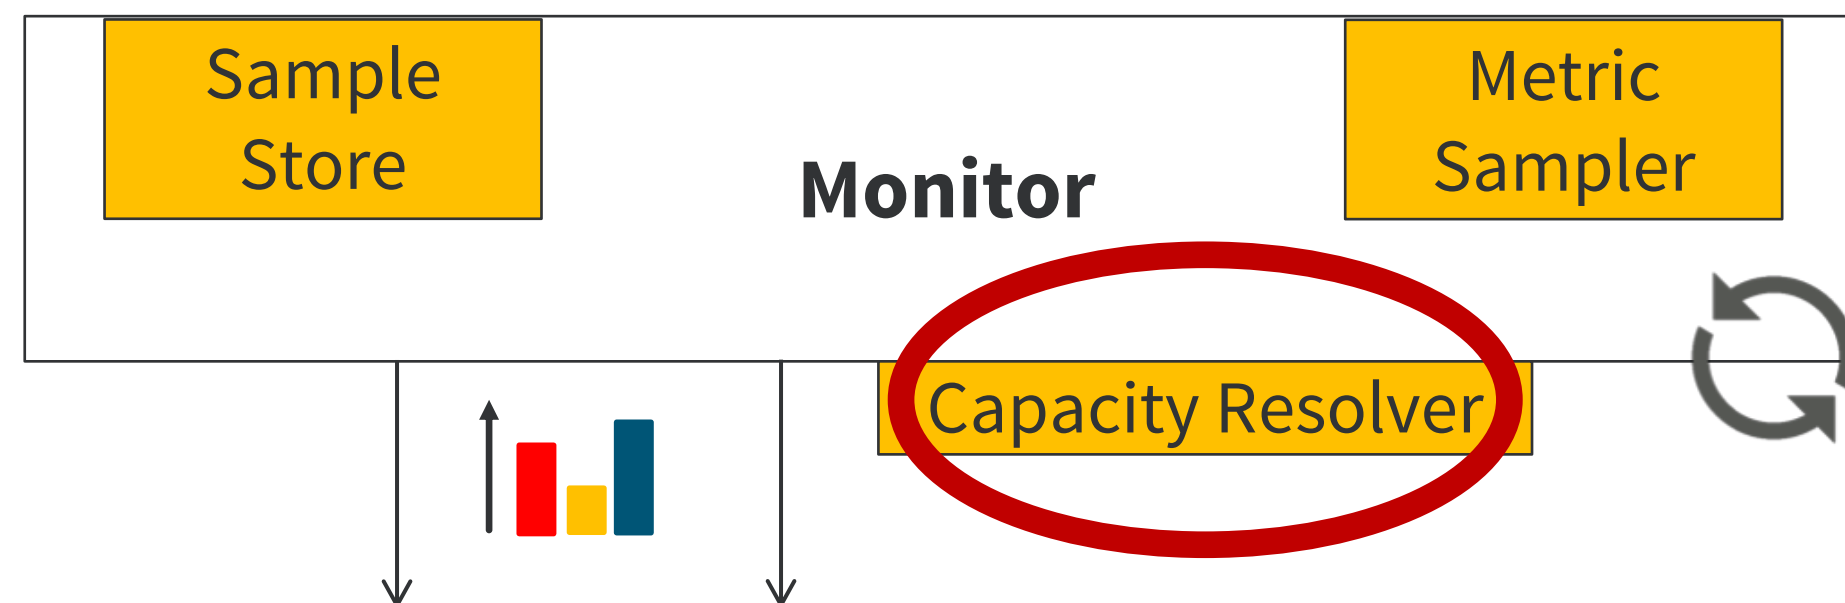 Sample
Store
Monitor
Metric
Sampler
Capacity Resolver